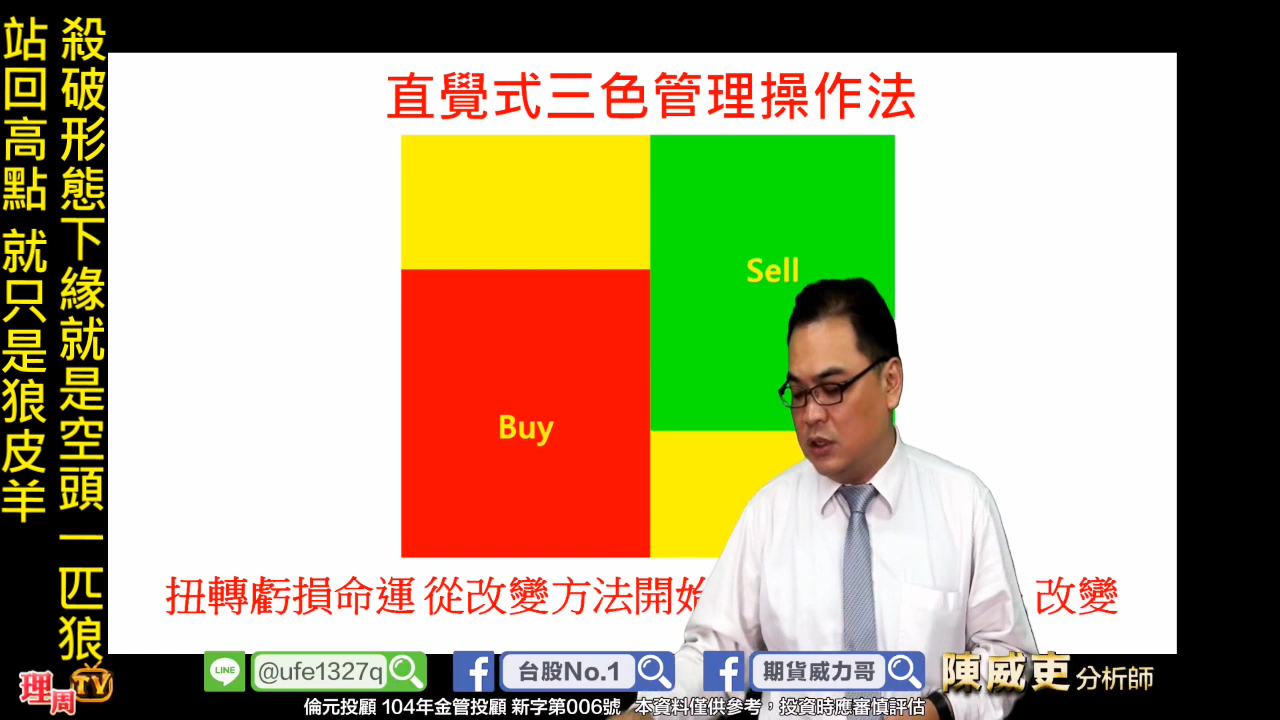 殺破形態下緣就是空頭 一匹狼
站回高點 就只是狼皮羊
直覺式三色管理操作法
Sell
Buy
扭轉虧損命運 從改變方法開始
改變
理周TV
LINE @ufe1327q
台股No.1
期貨威力哥
陳威吏 分析師
倫元投顧 104年金管投顧 新字第006號 本資料僅供參考，投資時應審慎評估